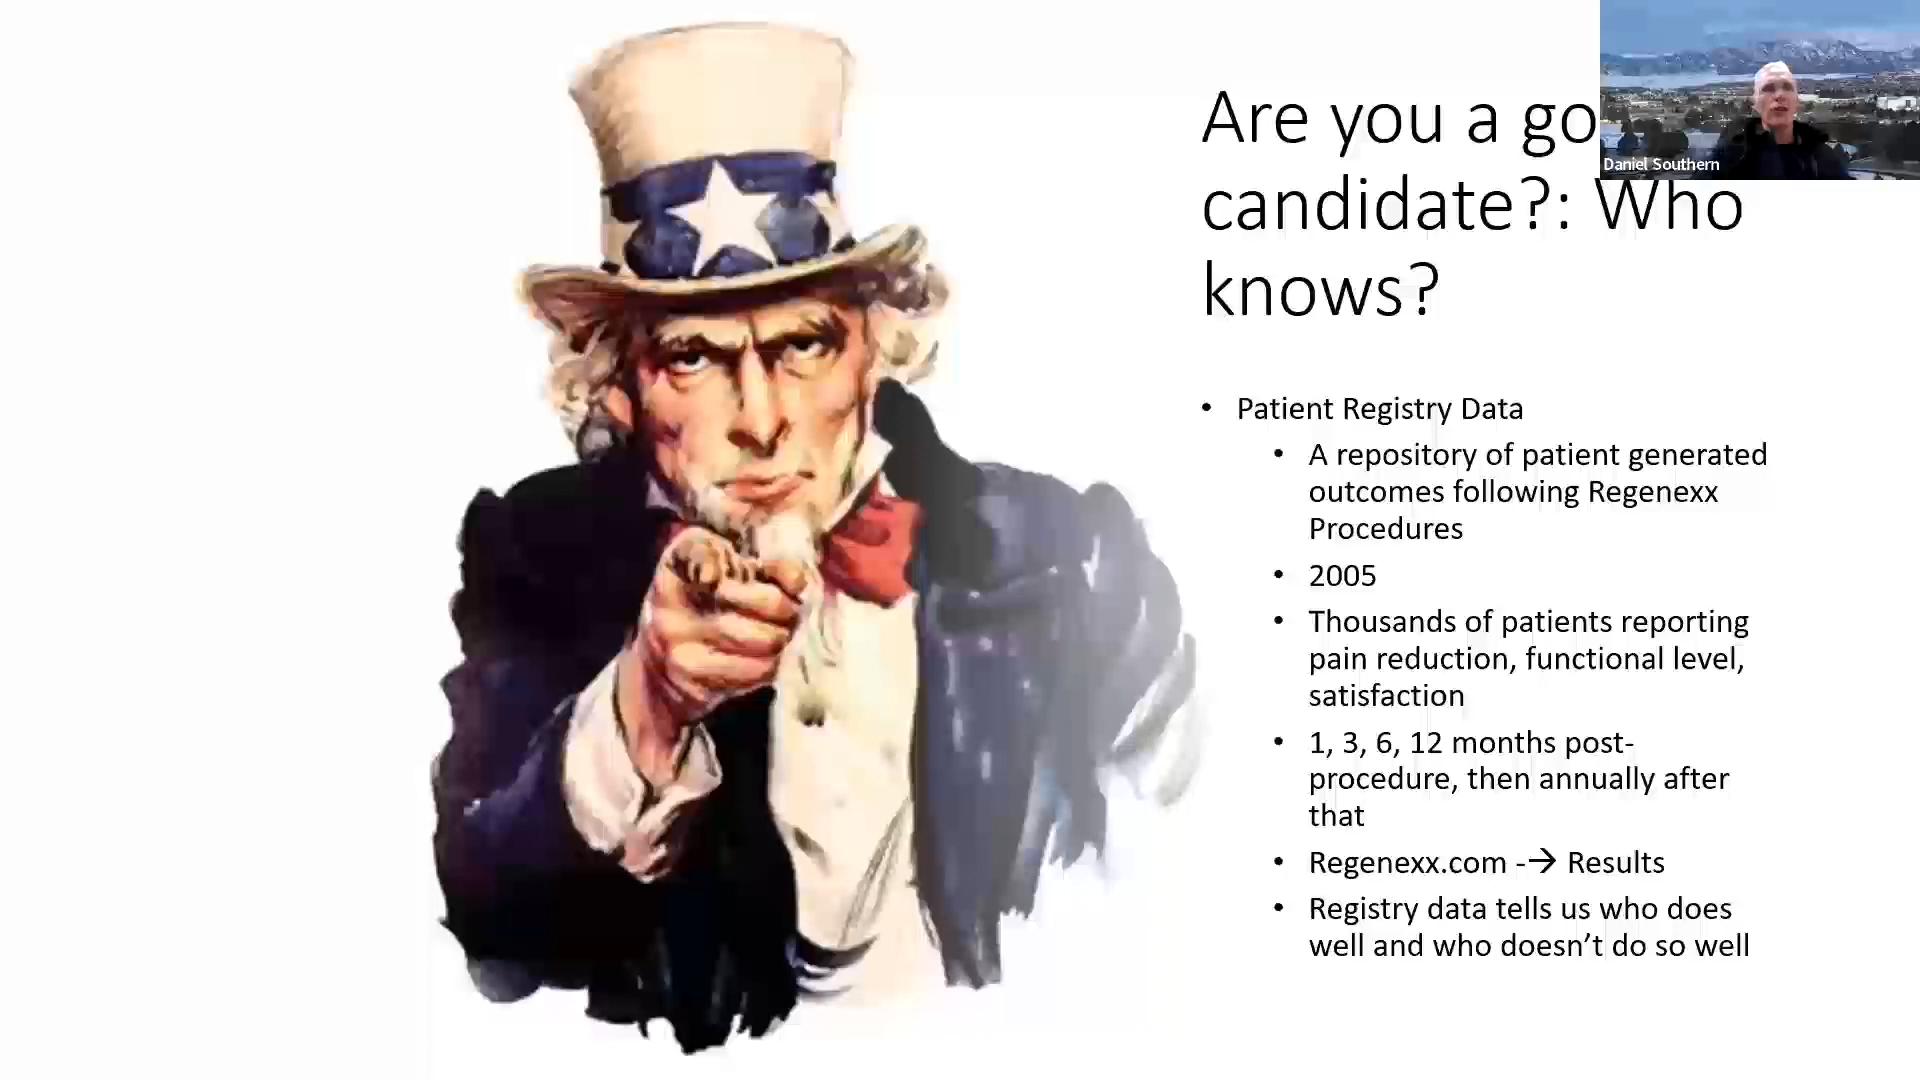 Are you a go
candidate?: Who
knows?
Daniel Southern
• Patient Registry Data
• A repository of patient generated
outcomes following Regenexx
Procedures
• 2005
• Thousands of patients reporting
pain reduction, functional level,
satisfaction
• 1, 3, 6, 12 months post-
procedure, then annually after
that
• Regenexx.com -→ Results
• Registry data tells us who does
well and who doesn’t do so well